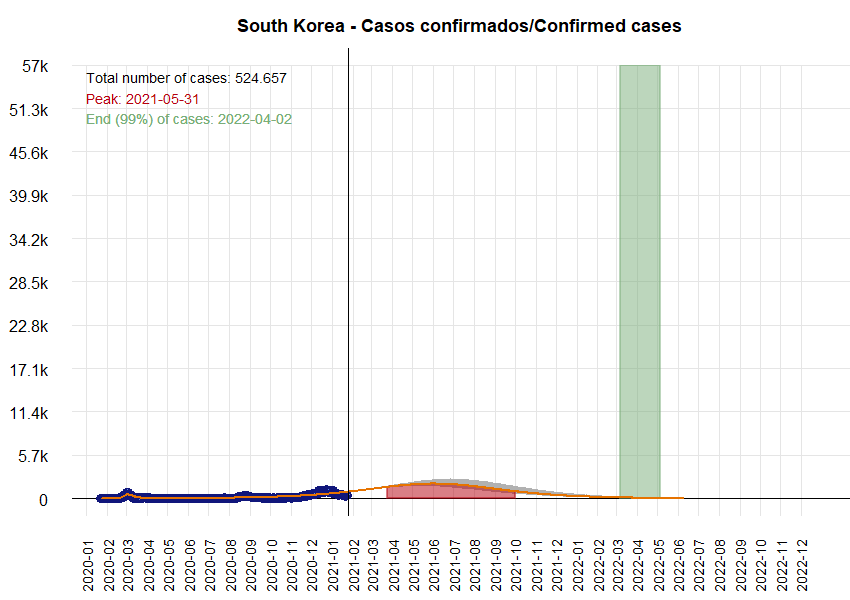 South Korea - Casos confirmados/Confirmed cases
57k
51.3k
45.6k
39.9k
34.2k
28.5k
22.8k
17.1k
11.4k
5.7k
0
Total number of cases: 524.657
Peak: 2021-05-31
End (99%) of cases: 2022-04-02
2020-01
2020-02
2020-03
2020-04
2020-05
2020-06
2020-07
2020-08
2020-09
2020-10
2020-11
2020-12
2021-01
2021-02
2021-03
2021-04
2021-05
2021-06
2021-07
2021-08
2021-09
2021-10
2021-11
2021-12
2022-01
2022-02
2022-03
2022-04
2022-05
2022-06
2022-07
2022-08
2022-09
2022-10
2022-11
2022-12